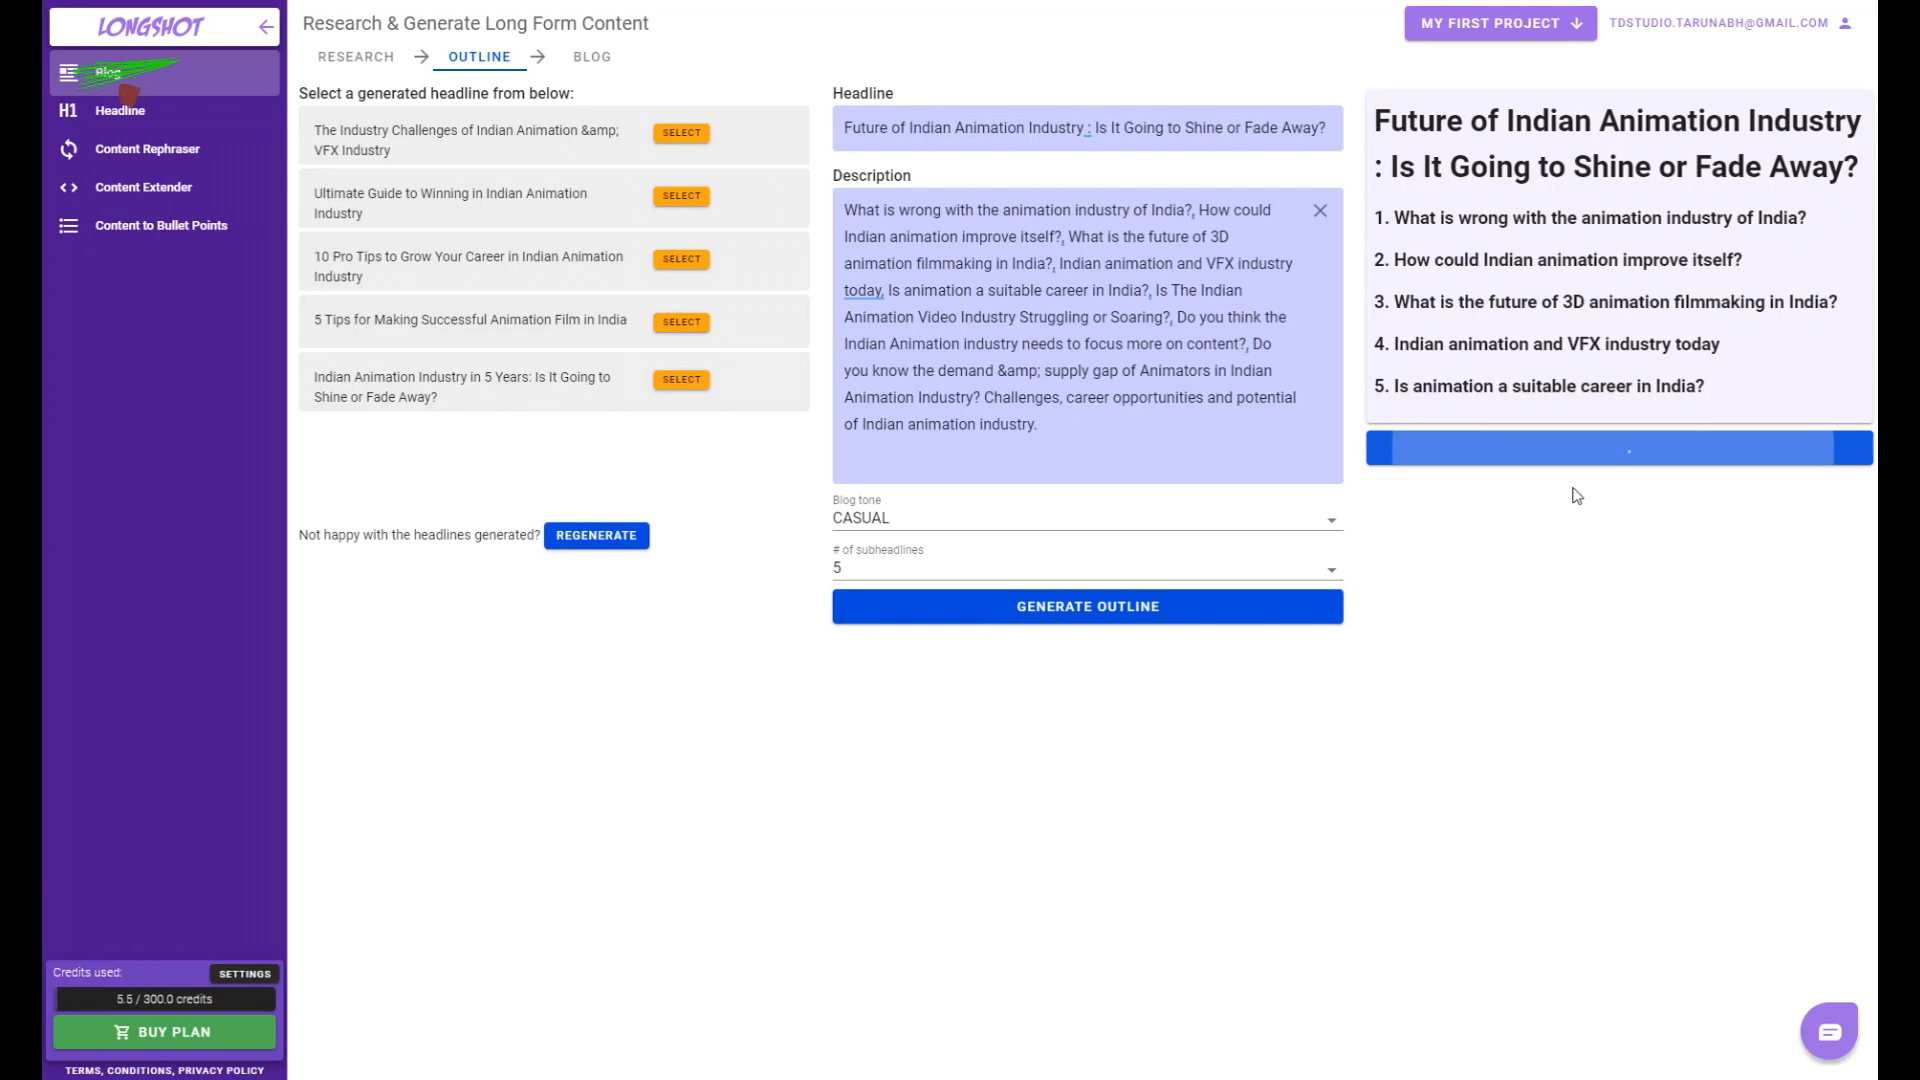 LONGSHOT
Blog
Headline
Content Rephraser
Content Extender
Content to Bullet Points
Credits used:
SETTINGS
5.5 / 300.0 credits
BUY PLAN
TERMS, CONDITIONS, PRIVACY POLICY
Research & Generate Long Form Content
RESEARCH
OUTLINE
BLOG
MY FIRST PROJECT
TDSTUDIO.TARUNABH@GMAIL.COM
Select a generated headline from below:
The Industry Challenges of Indian Animation &amp;
VFX Industry
SELECT
Ultimate Guide to Winning in Indian Animation
Industry
SELECT
10 Pro Tips to Grow Your Career in Indian Animation
Industry
SELECT
5 Tips for Making Successful Animation Film in India
SELECT
Indian Animation Industry in 5 Years: Is It Going to
Shine or Fade Away?
SELECT
Not happy with the headlines generated?
REGENERATE
Headline
Future of Indian Animation Industry : Is It Going to Shine or Fade Away?
Description
What is wrong with the animation industry of India?, How could
Indian animation improve itself?, What is the future of 3D
animation filmmaking in India?, Indian animation and VFX industry
today, Is animation a suitable career in India?, Is The Indian
Animation Video Industry Struggling or Soaring?, Do you think the
Indian Animation industry needs to focus more on content?, Do
you know the demand &amp; supply gap of Animators in Indian
Animation Industry? Challenges, career opportunities and potential
of Indian animation industry.
Blog tone
CASUAL
# of subheadlines
5
GENERATE OUTLINE
Future of Indian Animation Industry
: Is It Going to Shine or Fade Away?
1. What is wrong with the animation industry of India?
2. How could Indian animation improve itself?
3. What is the future of 3D animation filmmaking in India?
4. Indian animation and VFX industry today
5. Is animation a suitable career in India?